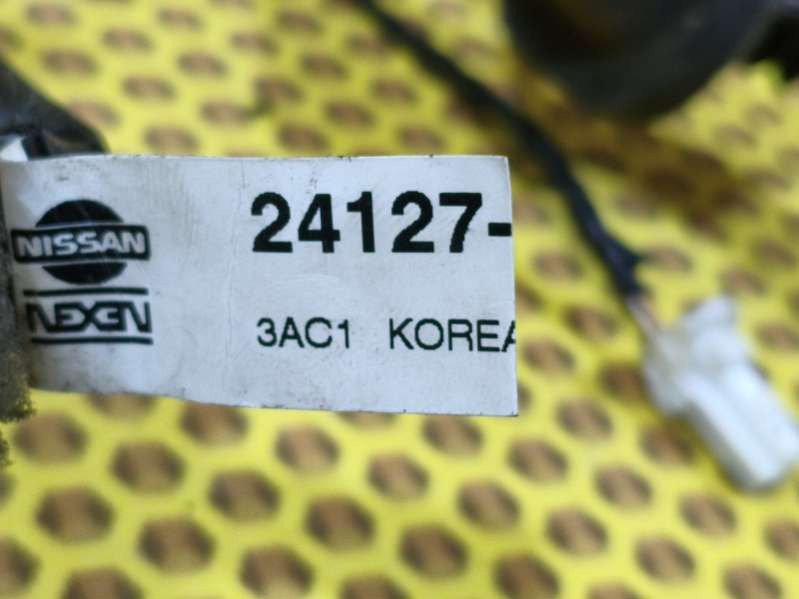 NISSAN
NEXEN
24127-
3AC1 KOREA